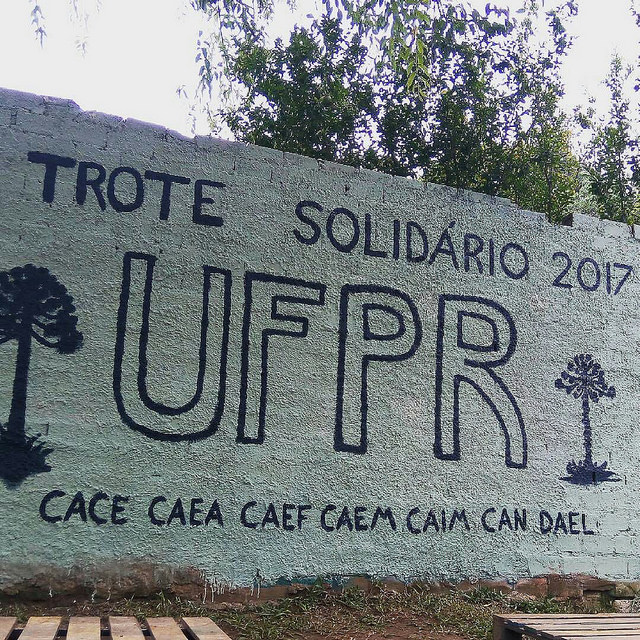 TROTE SOLIDÁRIO 2017
UFPR
CACE CAEA CAEF CAEM CAIM CAN DAEL